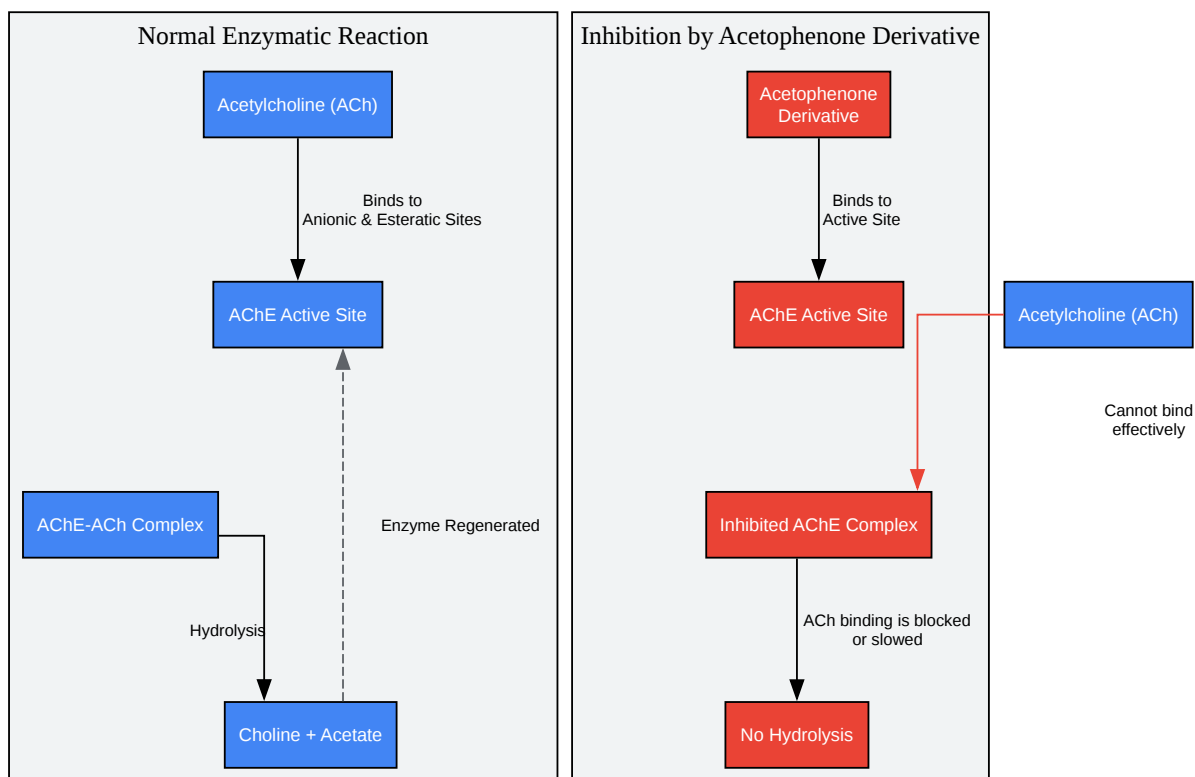 Normal Enzymatic Reaction
Acetylcholine (ACh)
Binds to
Anionic & Esteratic Sites
AChE Active Site
AChE-ACh Complex
Enzyme Regenerated
Hydrolysis
Choline + Acetate
Inhibition by Acetophenone Derivative
Acetophenone
Derivative
Binds to
Active Site
AChE Active Site
Acetylcholine (ACh)
Cannot bind
effectively
Inhibited AChE Complex
ACh binding is blocked
or slowed
No Hydrolysis